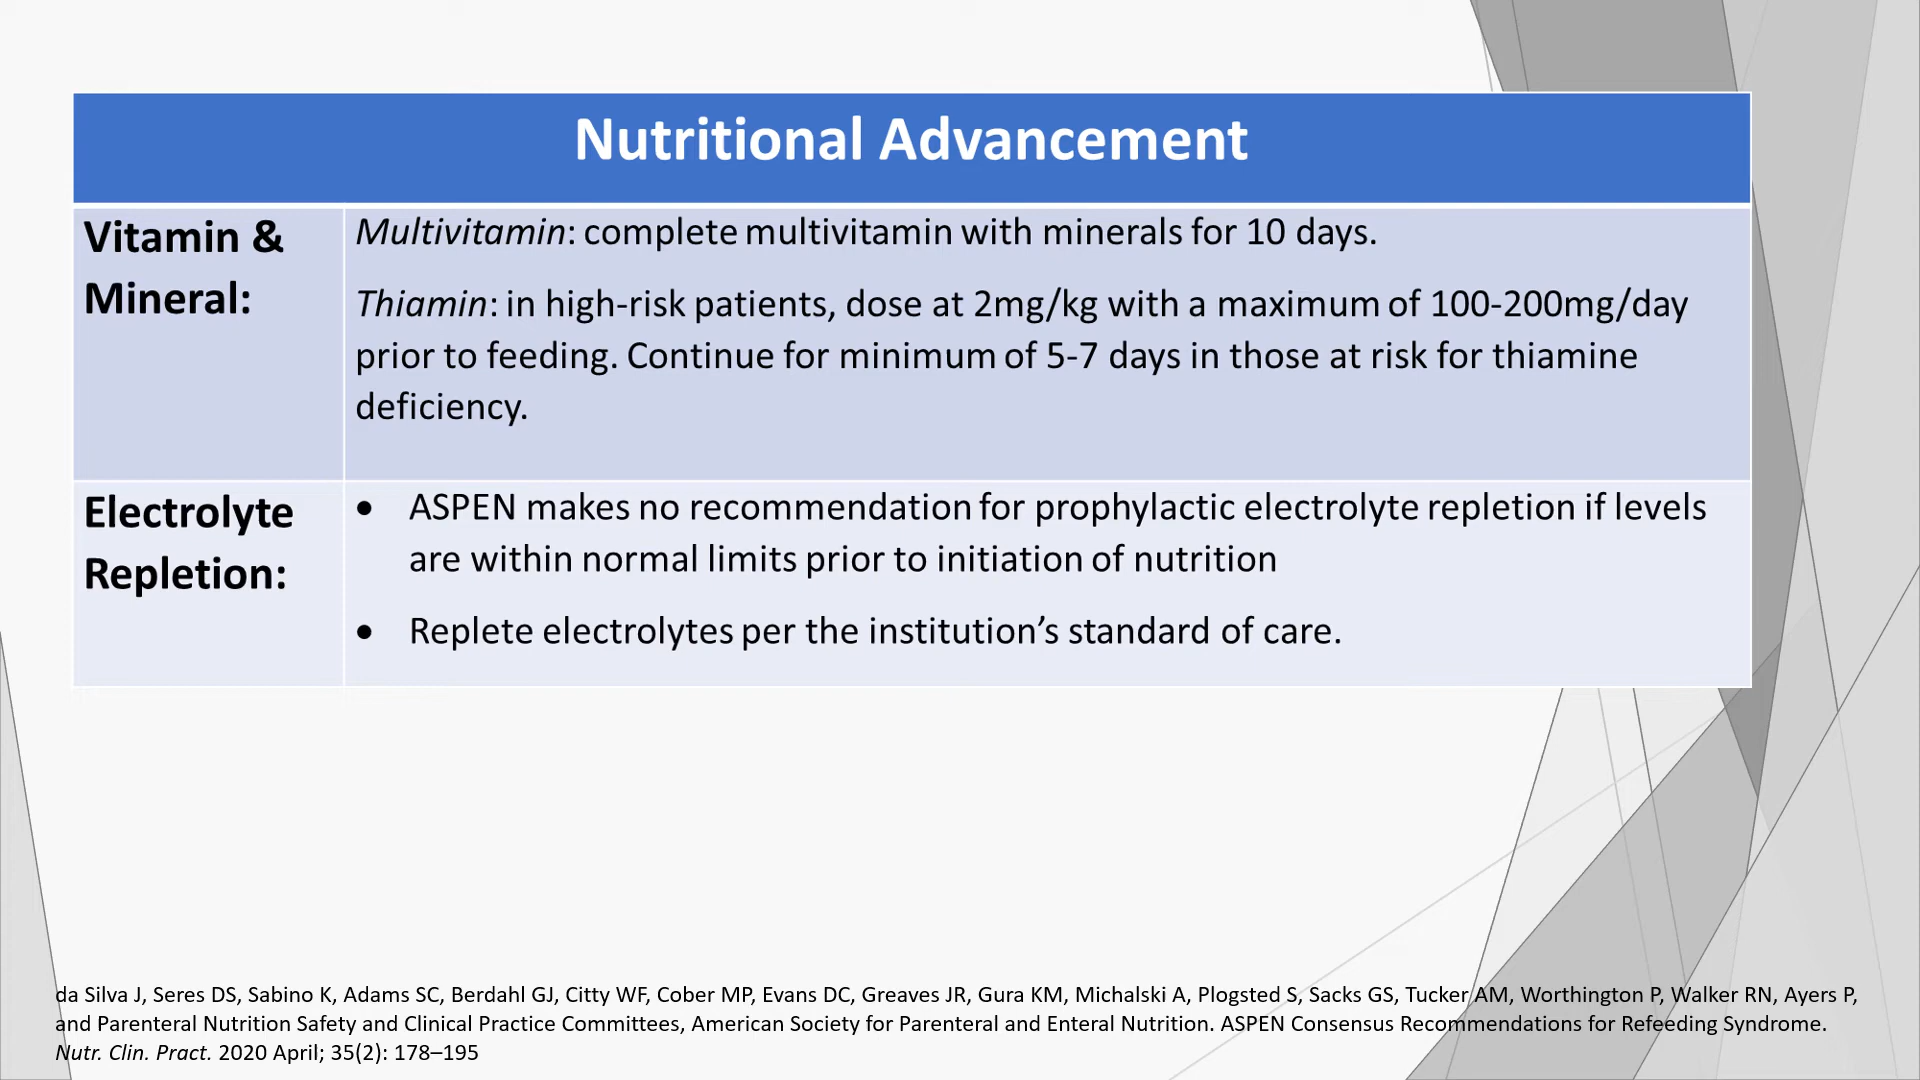 Nutritional Advancement
Vitamin &
Mineral:
Multivitamin: complete multivitamin with minerals for 10 days.
Thiamin: in high-risk patients, dose at 2mg/kg with a maximum of 100-200mg/day
prior to feeding. Continue for minimum of 5-7 days in those at risk for thiamine
deficiency.
Electrolyte
Repletion:
• ASPEN makes no recommendation for prophylactic electrolyte repletion if levels
are within normal limits prior to initiation of nutrition
• Replete electrolytes per the institution’s standard of care.
da Silva J, Seres DS, Sabino K, Adams SC, Berdahl GJ, Citty WF, Cober MP, Evans DC, Greaves JR, Gura KM, Michalski A, Plogsted S, Sacks GS, Tucker AM, Worthington P, Walker RN, Ayers P,
and Parenteral Nutrition Safety and Clinical Practice Committees, American Society for Parenteral and Enteral Nutrition. ASPEN Consensus Recommendations for Refeeding Syndrome.
Nutr. Clin. Pract. 2020 April; 35(2): 178–195